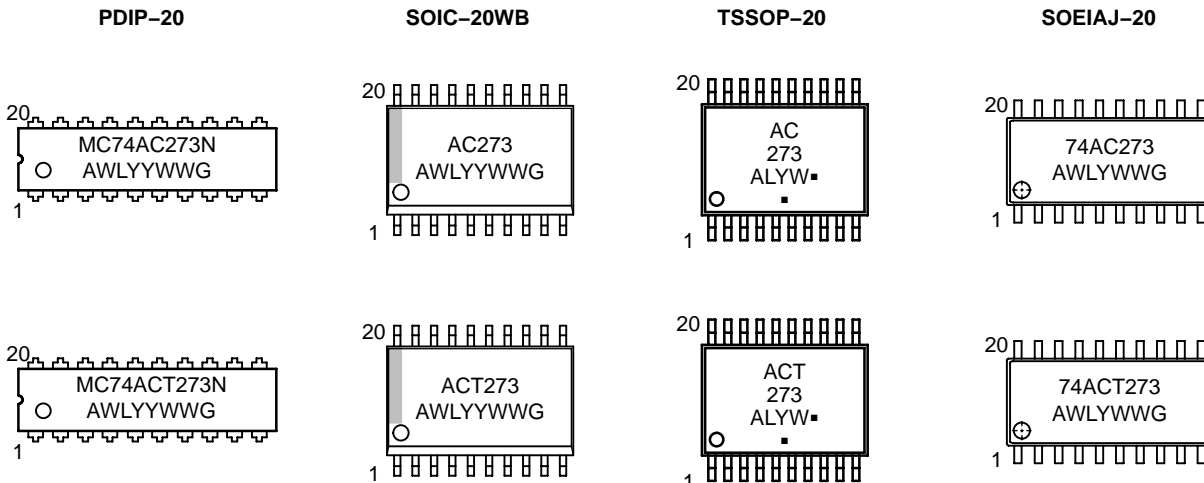 PDIP−20
SOIC−20WB
TSSOP−20
SOEIAJ−20
20
MC74AC273N
AWLYYWWG
1
20
AC273
AWLYYWWG
1
20
AC
273
ALYW▪
▪
1
20
74AC273
AWLYWWG
1
20
MC74ACT273N
AWLYYWWG
1
20
ACT273
AWLYYWWG
1
20
ACT
273
ALYW▪
▪
1
20
74ACT273
AWLYWWG
1